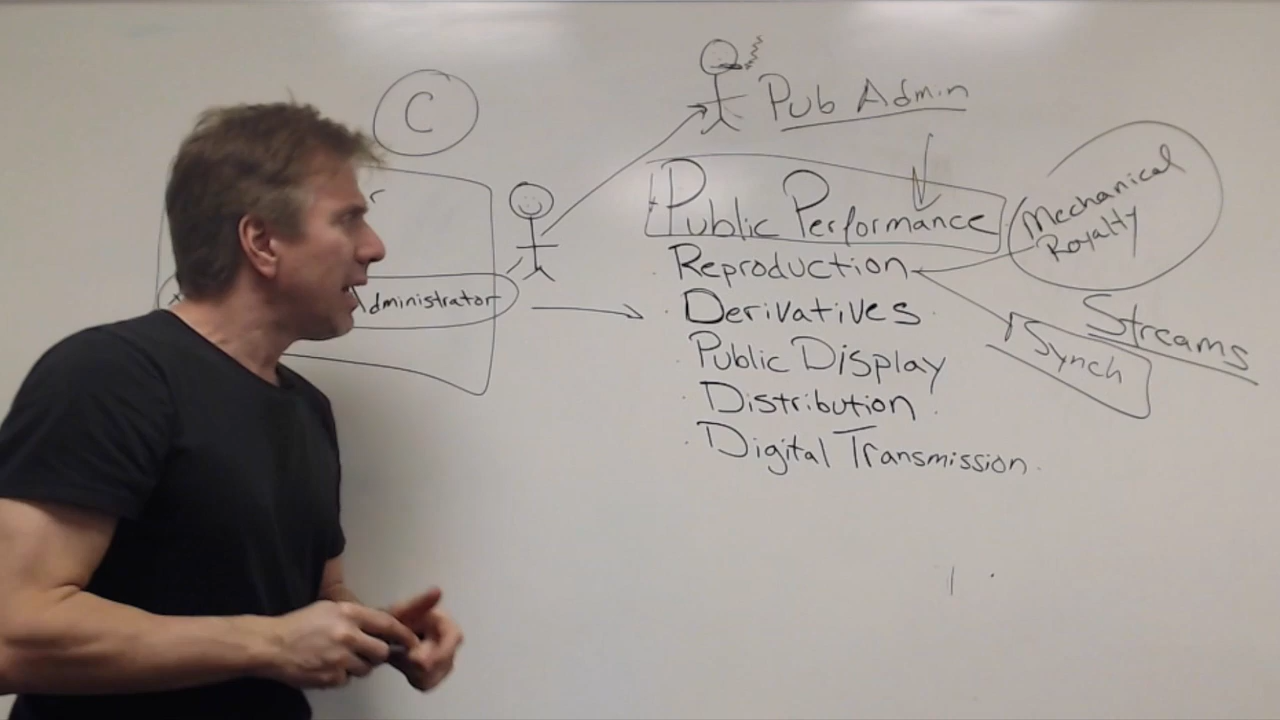 C
Pub Admin
r
Public Performance
Mechanical
Royalty
Reproduction
Administrator
Derivatives
Streams
Synch
Public Display
Distribution
Digital Transmission